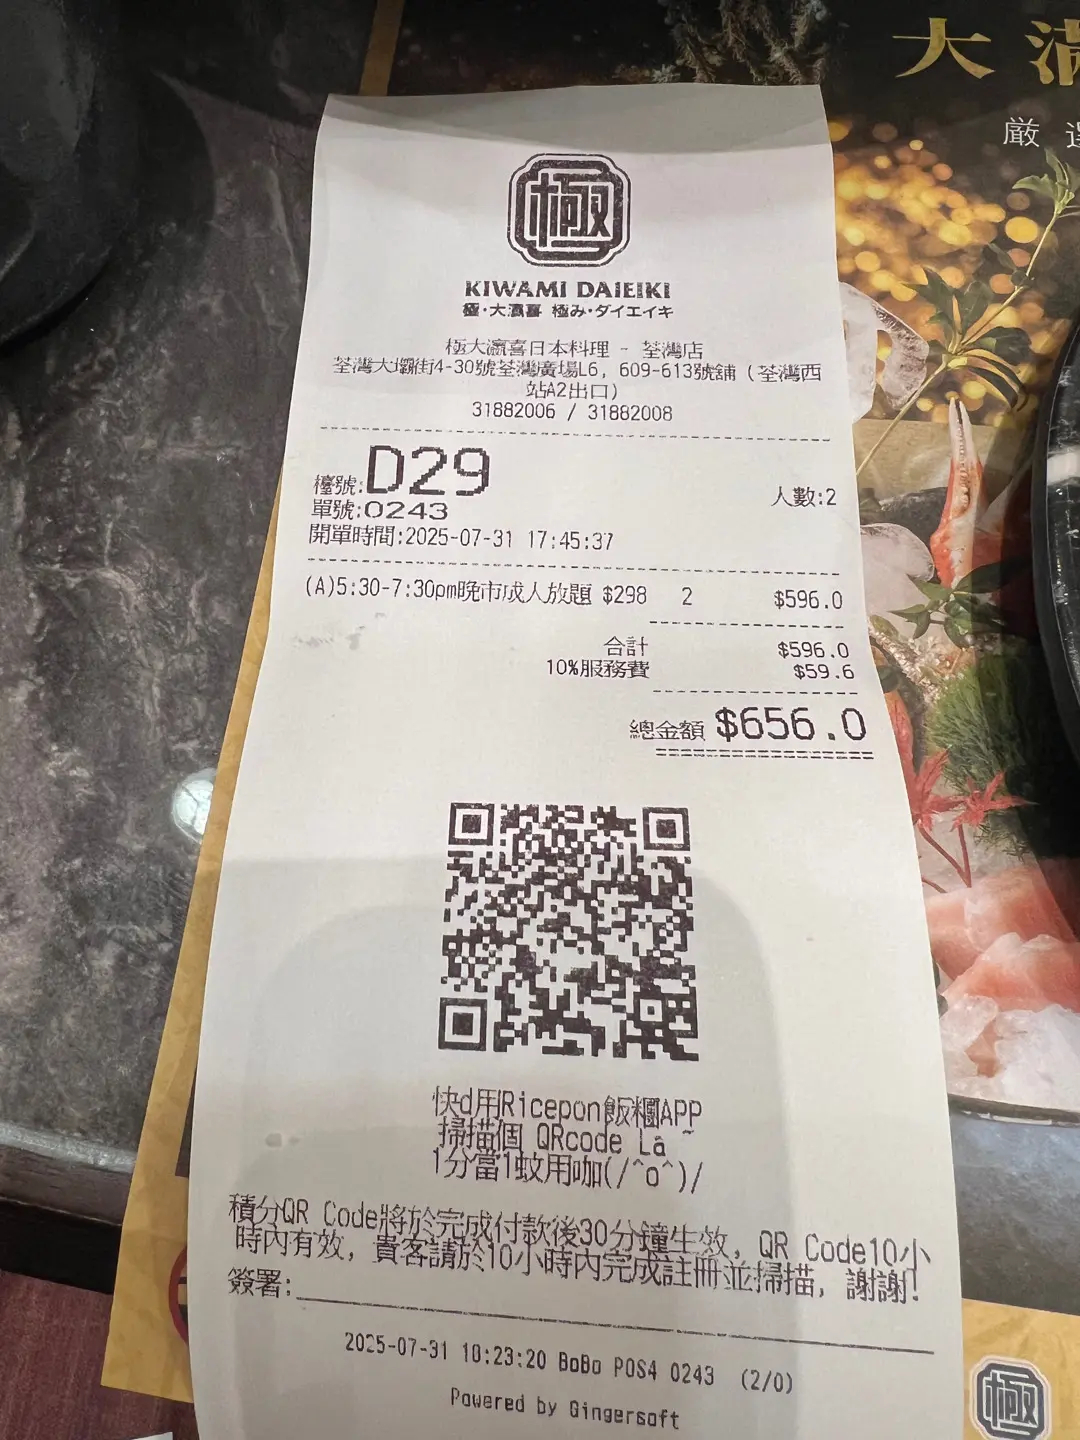 大滿
厳選
極
KIWAMI DAIEIKI
極・大瀛喜 極み・ダイエイキ
極大瀛喜日本料理 - 荃灣店
荃灣大壩街4-30號荃灣廣場L6, 609-613號舖 (荃灣西
站A2出口)
31882006 / 31882008
檯號:D29
人數:2
單號:0243
開單時間:2025-07-31 17:45:37
(A)5:30-7:30pm晚市成人放題 $298 2 $596.0
合計 $596.0
10%服務費 $59.6
總金額 $656.0
快d用Ricepon飯糰APP
掃描個 QRcode La ~
1分當1蚊用咖(/^o^)/
積分QR Code將於完成付款後30分鐘生效, QR Code10小
時內有效, 貴客請於10小時內完成註冊並掃描, 謝謝!
簽署:
2025-07-31 18:23:20 BoBo POS4 0243 (2/0)
Powered by Gingersoft
極